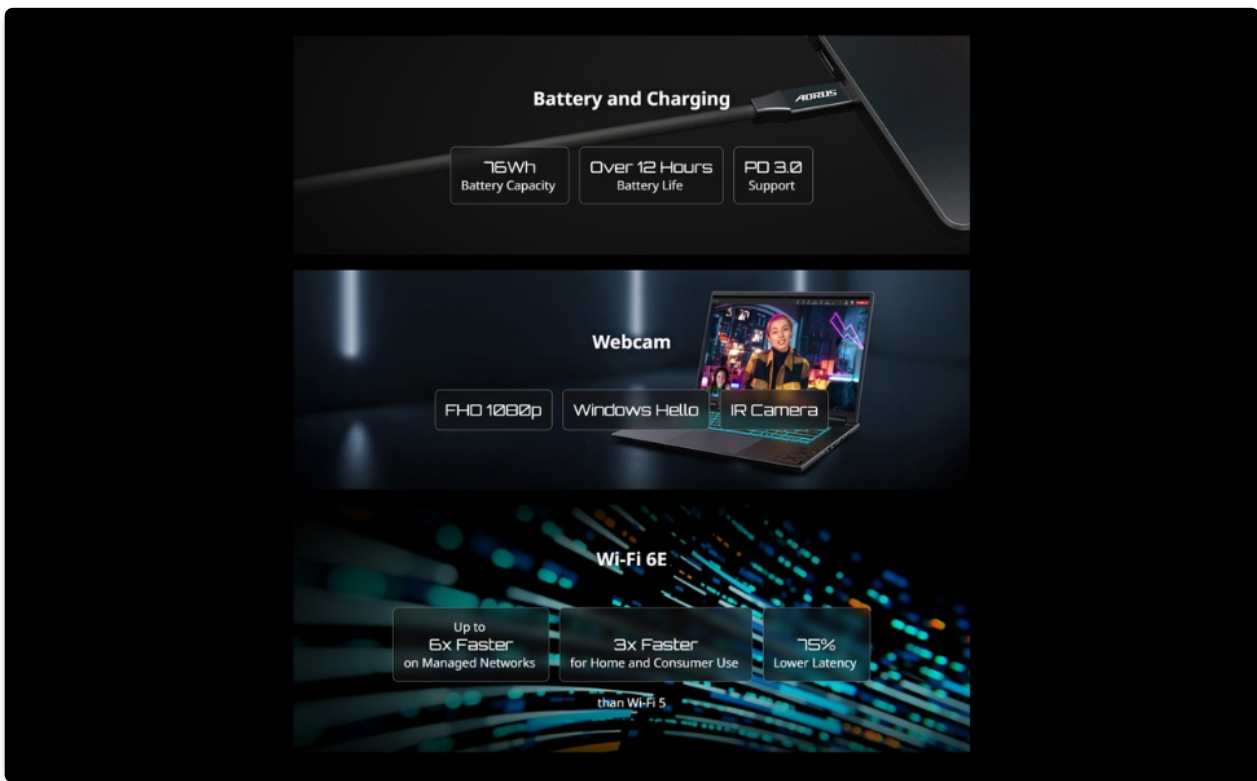 Battery and Charging
AORUS
76Wh
Battery Capacity
Over 12 Hours
Battery Life
PD 3.0
Support
Webcam
FHD 1080p
Windows Hello
IR Camera
Wi-Fi 6E
Up to
6x Faster
on Managed Networks
3x Faster
for Home and Consumer Use
75%
Lower Latency
than Wi-Fi 5